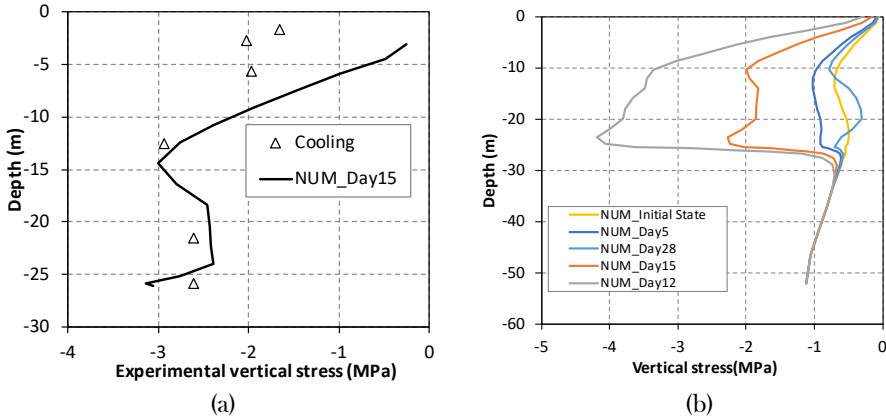 -0
-5
-10
-15
-20
-25
-30
Depth (m)
Cooling
NUM_Day15
-4
-3
-2
-1
0
Experimental vertical stress (MPa)
(a)
0
-10
-20
-30
-40
-50
-60
Depth (m)
NUM_Initial State
NUM_Day5
NUM_Day28
NUM_Day15
NUM_Day12
-5
-4
-3
-2
-1
0
Vertical stress(MPa)
(b)